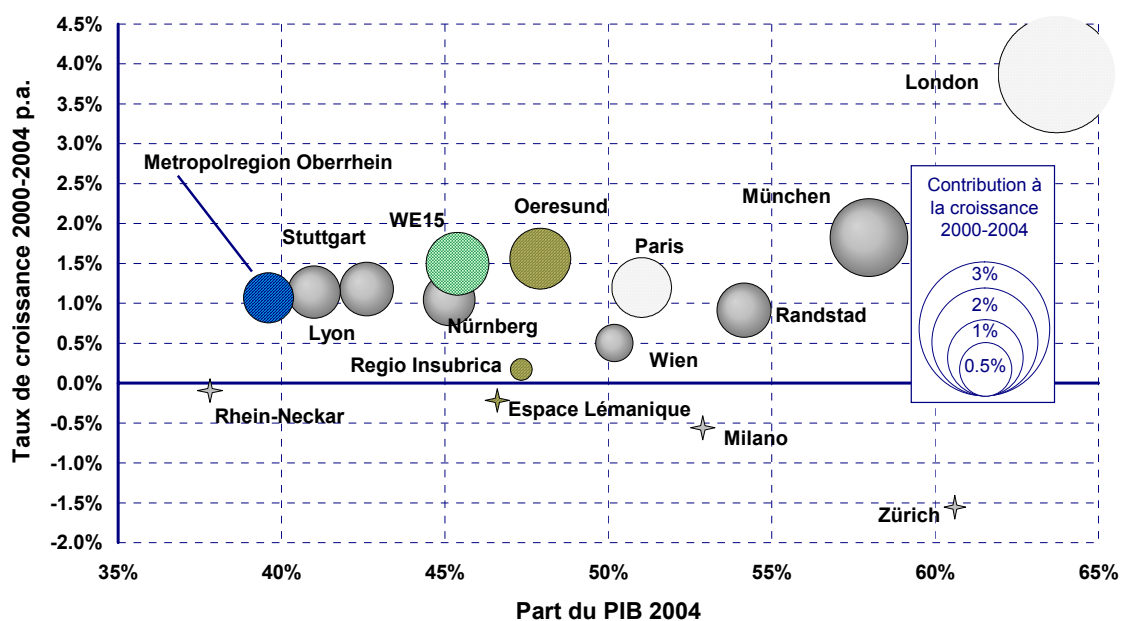 Taux de croissance 2000-2004 p.a.
4.5%
4.0%
3.5%
3.0%
2.5%
2.0%
1.5%
1.0%
0.5%
0.0%
-0.5%
-1.0%
-1.5%
-2.0%
London
Metropolregion Oberrhein
Contribution à
la croissance
2000-2004
3%
2%
1%
0.5%
München
WE15
Oeresund
Stuttgart
Paris
Lyon
Nürnberg
Randstad
Wien
Regio Insubrica
Rhein-Neckar
Espace Lémanique
Milano
Zürich
35%
40%
45%
50%
55%
60%
65%
Part du PIB 2004